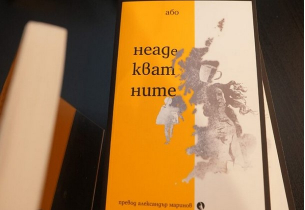 або
неаде
кват
ните